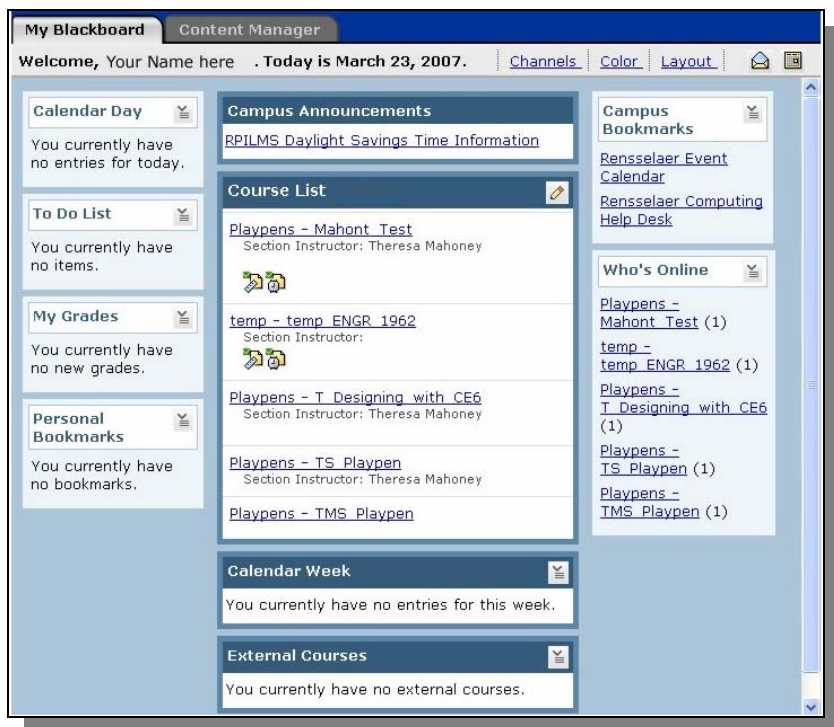 My Blackboard
Content Manager
Welcome, Your Name here . Today is March 23, 2007.
Channels
Color
Layout
Calendar Day
You currently have
no entries for today.
To Do List
You currently have
no items.
My Grades
You currently have
no new grades.
Personal
Bookmarks
You currently have
no bookmarks.
Campus Announcements
RPILMS Daylight Savings Time Information
Course List
Playpens - Mahont_Test
Section Instructor: Theresa Mahoney
temp - temp_ENGR_1962
Section Instructor:
Playpens - T_Designing_with_CE6
Section Instructor: Theresa Mahoney
Playpens - TS_Playpen
Section Instructor: Theresa Mahoney
Playpens - TMS_Playpen
Calendar Week
You currently have no entries for this week.
External Courses
You currently have no external courses.
Campus
Bookmarks
Rensselaer Event
Calendar
Rensselaer Computing
Help Desk
Who's Online
Playpens -
Mahont_Test (1)
temp -
temp_ENGR_1962 (1)
Playpens -
T_Designing_with_CE6
(1)
Playpens -
TS_Playpen (1)
Playpens -
TMS_Playpen (1)